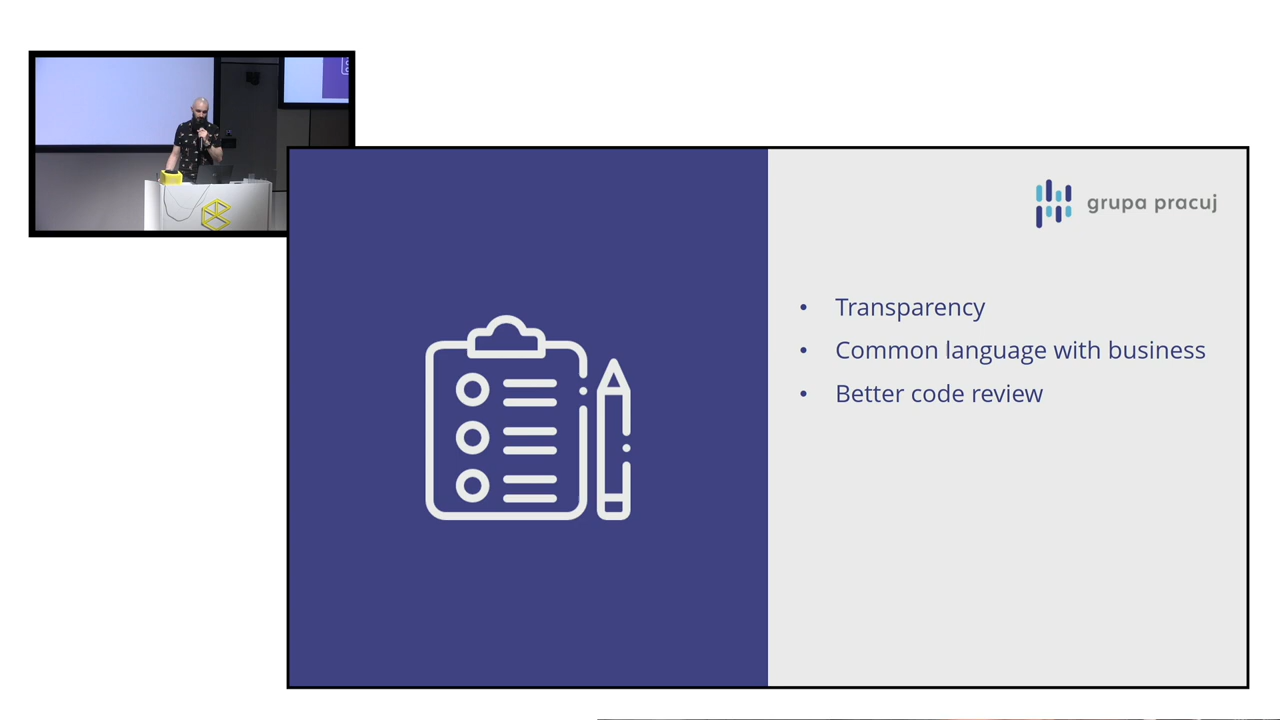 grupa pracuj
• Transparency
• Common language with business
• Better code review